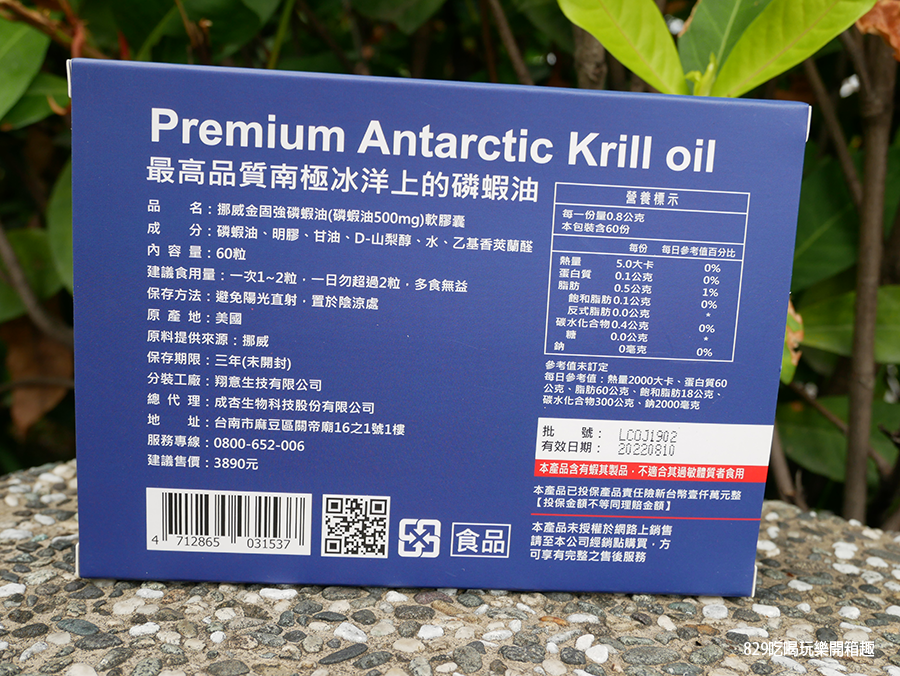 Premium Antarctic Krill oil
最高品質南極冰洋上的磷蝦油
品 名：挪威金固強磷蝦油(磷蝦油500mg)軟膠囊
成 分：磷蝦油、明膠、甘油、D-山梨醇、水、乙基香莢蘭醛
內 容 量：60粒
建議食用量：一次1~2粒，一日勿超過2粒，多食無益
保存方法：避免陽光直射，置於陰涼處
原 產 地：美國
原料提供來源：挪威
保存期限：三年(未開封)
分裝工廠：翔意生技有限公司
總 代 理：成杏生物科技股份有限公司
地 址：台南市麻豆區關帝廟16之1號1樓
服務專線：0800-652-006
建議售價：3890元
4 712865 031537
食品
營養標示
每一份量0.8公克
本包裝含60份
每份 每日參考值百分比
熱量 5.0大卡 0%
蛋白質 0.1公克 0%
脂肪 0.5公克 1%
飽和脂肪0.1公克 0%
反式脂肪0.0公克 *
碳水化合物0.4公克 0%
糖 0.0公克 *
鈉 0毫克 0%
參考值未訂定
每日參考值：熱量2000大卡、蛋白質60
公克、脂肪60公克、飽和脂肪18公克、
碳水化合物300公克、鈉2000毫克
批 號：LCOJ1902
有效日期：20220810
本產品含有蝦其製品，不適合其過敏體質者食用
本產品已投保產品責任險新台幣壹仟萬元整
【投保金額不等同理賠金額】
本產品未授權於網路上銷售
請至本公司經銷點購買，方
可享有完整之售後服務
829吃喝玩樂開箱趣